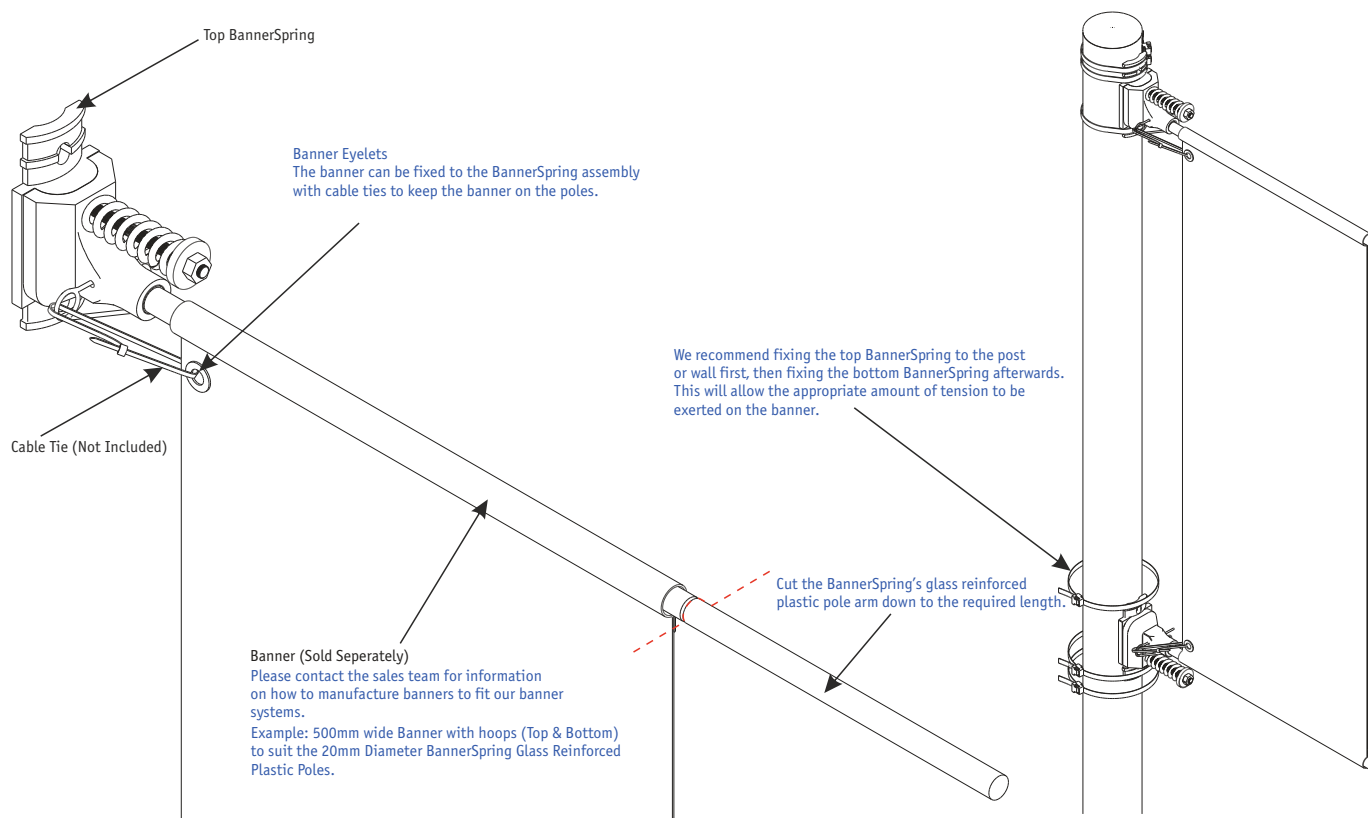 Top BannerSpring
Banner Eyelets
The banner can be fixed to the BannerSpring assembly
with cable ties to keep the banner on the poles.
We recommend fixing the top BannerSpring to the post
or wall first, then fixing the bottom BannerSpring afterwards.
This will allow the appropriate amount of tension to be
exerted on the banner.
Cable Tie (Not Included)
Cut the BannerSpring's glass reinforced
plastic pole arm down to the required length.
Banner (Sold Seperately)
Please contact the sales team for information
on how to manufacture banners to fit our banner
systems.
Example: 500mm wide Banner with hoops (Top & Bottom)
to suit the 20mm Diameter BannerSpring Glass Reinforced
Plastic Poles.